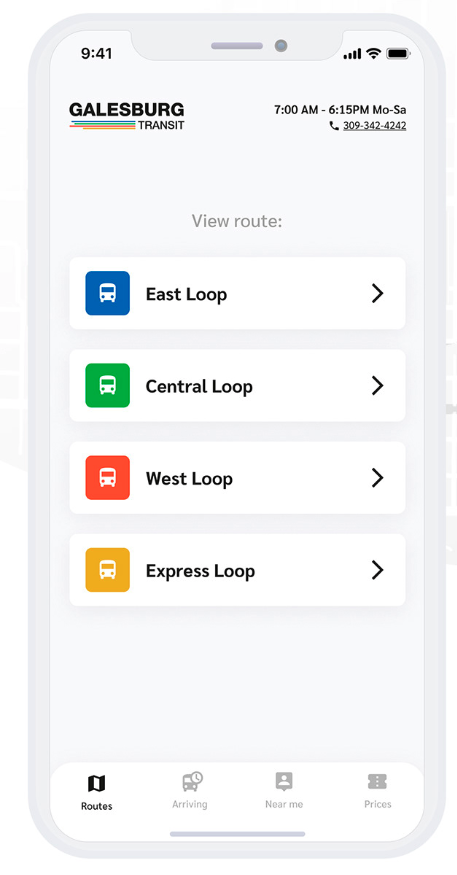 9:41
GALESBURG
TRANSIT
7:00 AM - 6:15PM Mo-Sa
309-342-4242
View route:
East Loop
Central Loop
West Loop
Express Loop
Routes
Arriving
Near me
Prices